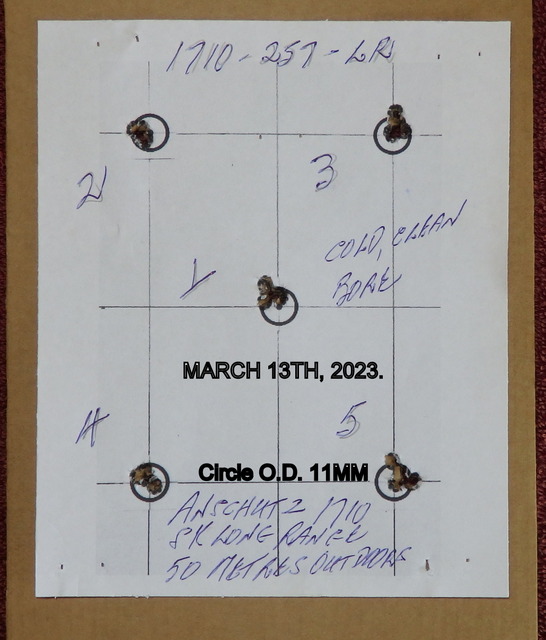 1710-257-LR
2
3
COLD, CLEAN
BORE
1
MARCH 13TH, 2023.
4
5
Circle O.D. 11MM
ANSCHUTZ 1710
SK LONG RANGE
50 METRES OUTDOORS